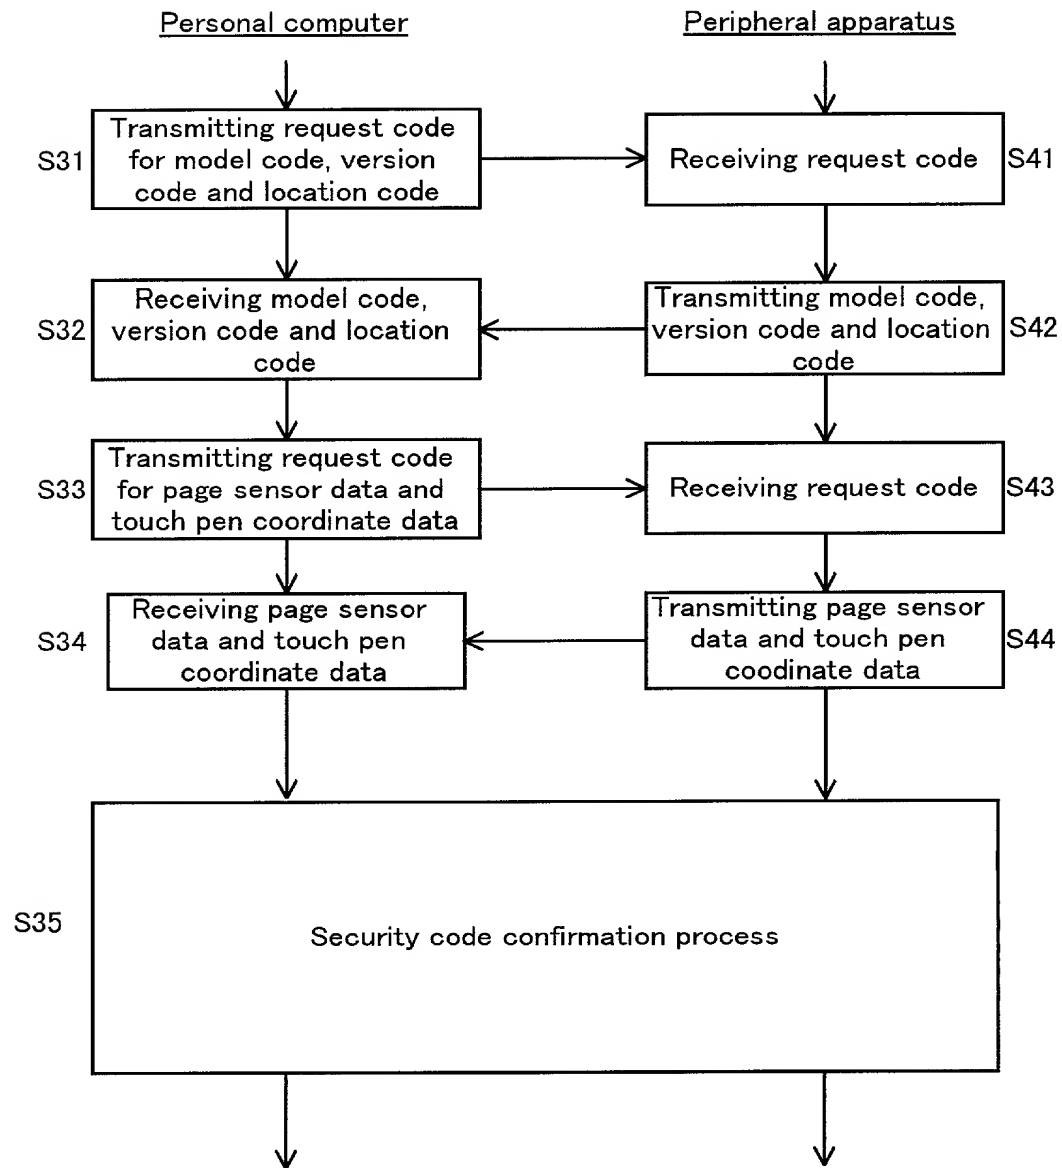 Personal computer
Peripheral apparatus
S31
Transmitting request code
for model code, version
code and location code
Receiving request code
S41
S32
Receiving model code,
version code and location
code
Transmitting model code,
version code and location
code
S42
S33
Transmitting request code
for page sensor data and
touch pen coordinate data
Receiving request code
S43
S34
Receiving page sensor
data and touch pen
coordinate data
Transmitting page sensor
data and touch pen
coodinate data
S44
S35
Security code confirmation process